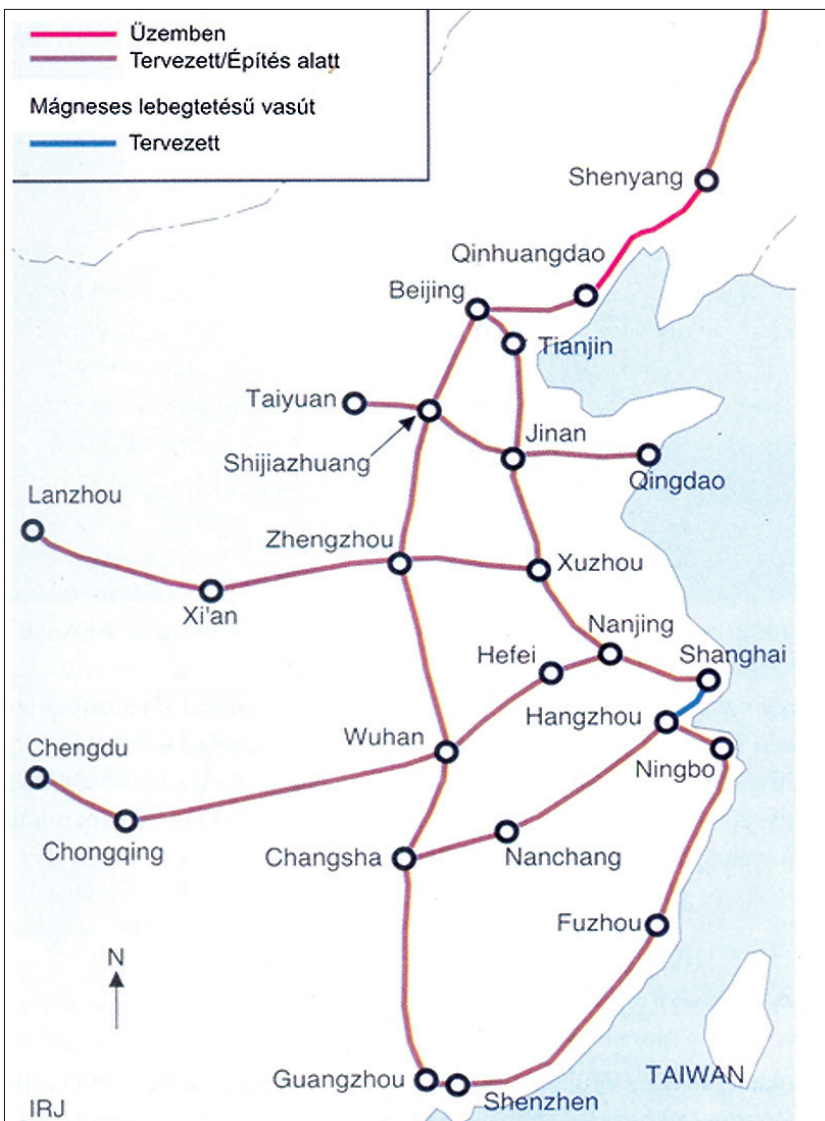 Üzemben
Tervezett/Építés alatt
Mágneses lebegtetésű vasút
Tervezett
Shenyang
Qinhuangdao
Beijing
Tianjin
Taiyuan
Jinan
Shijiazhuang
Qingdao
Lanzhou
Zhengzhou
Xuzhou
Xi'an
Nanjing
Hefei
Shanghai
Hangzhou
Wuhan
Chengdu
Ningbo
Chongqing
Changsha
Nanchang
Fuzhou
N
TAIWAN
Guangzhou
Shenzhen
IRJ